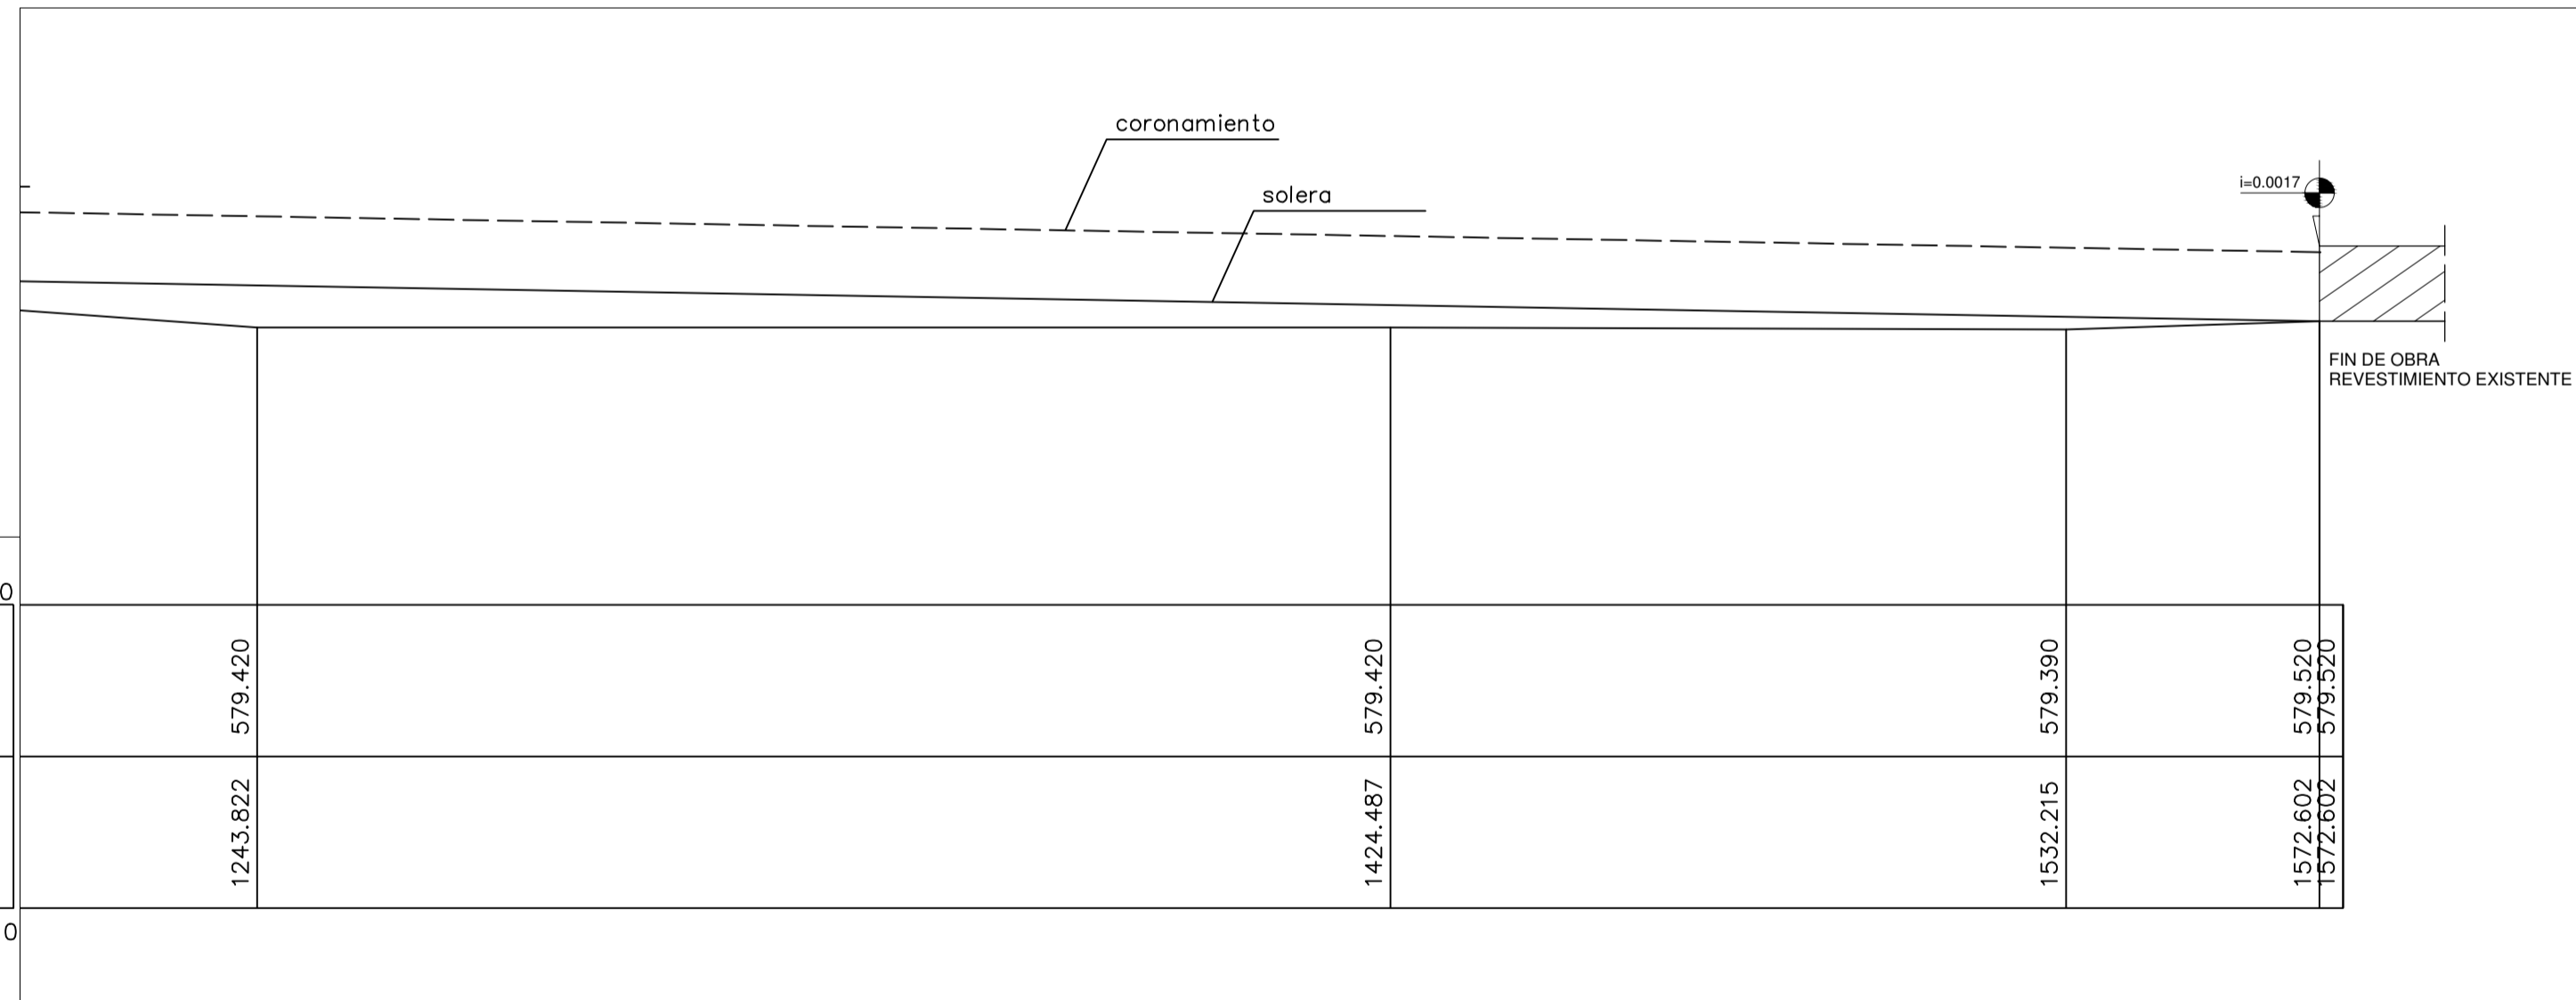 coronamiento
solera
i=0.0017
FIN DE OBRA
REVESTIMIENTO EXISTENTE
0
579.420
579.420
579.390
579.520
579.520
1243.822
1424.487
1532.215
1572.602
1572.602
0